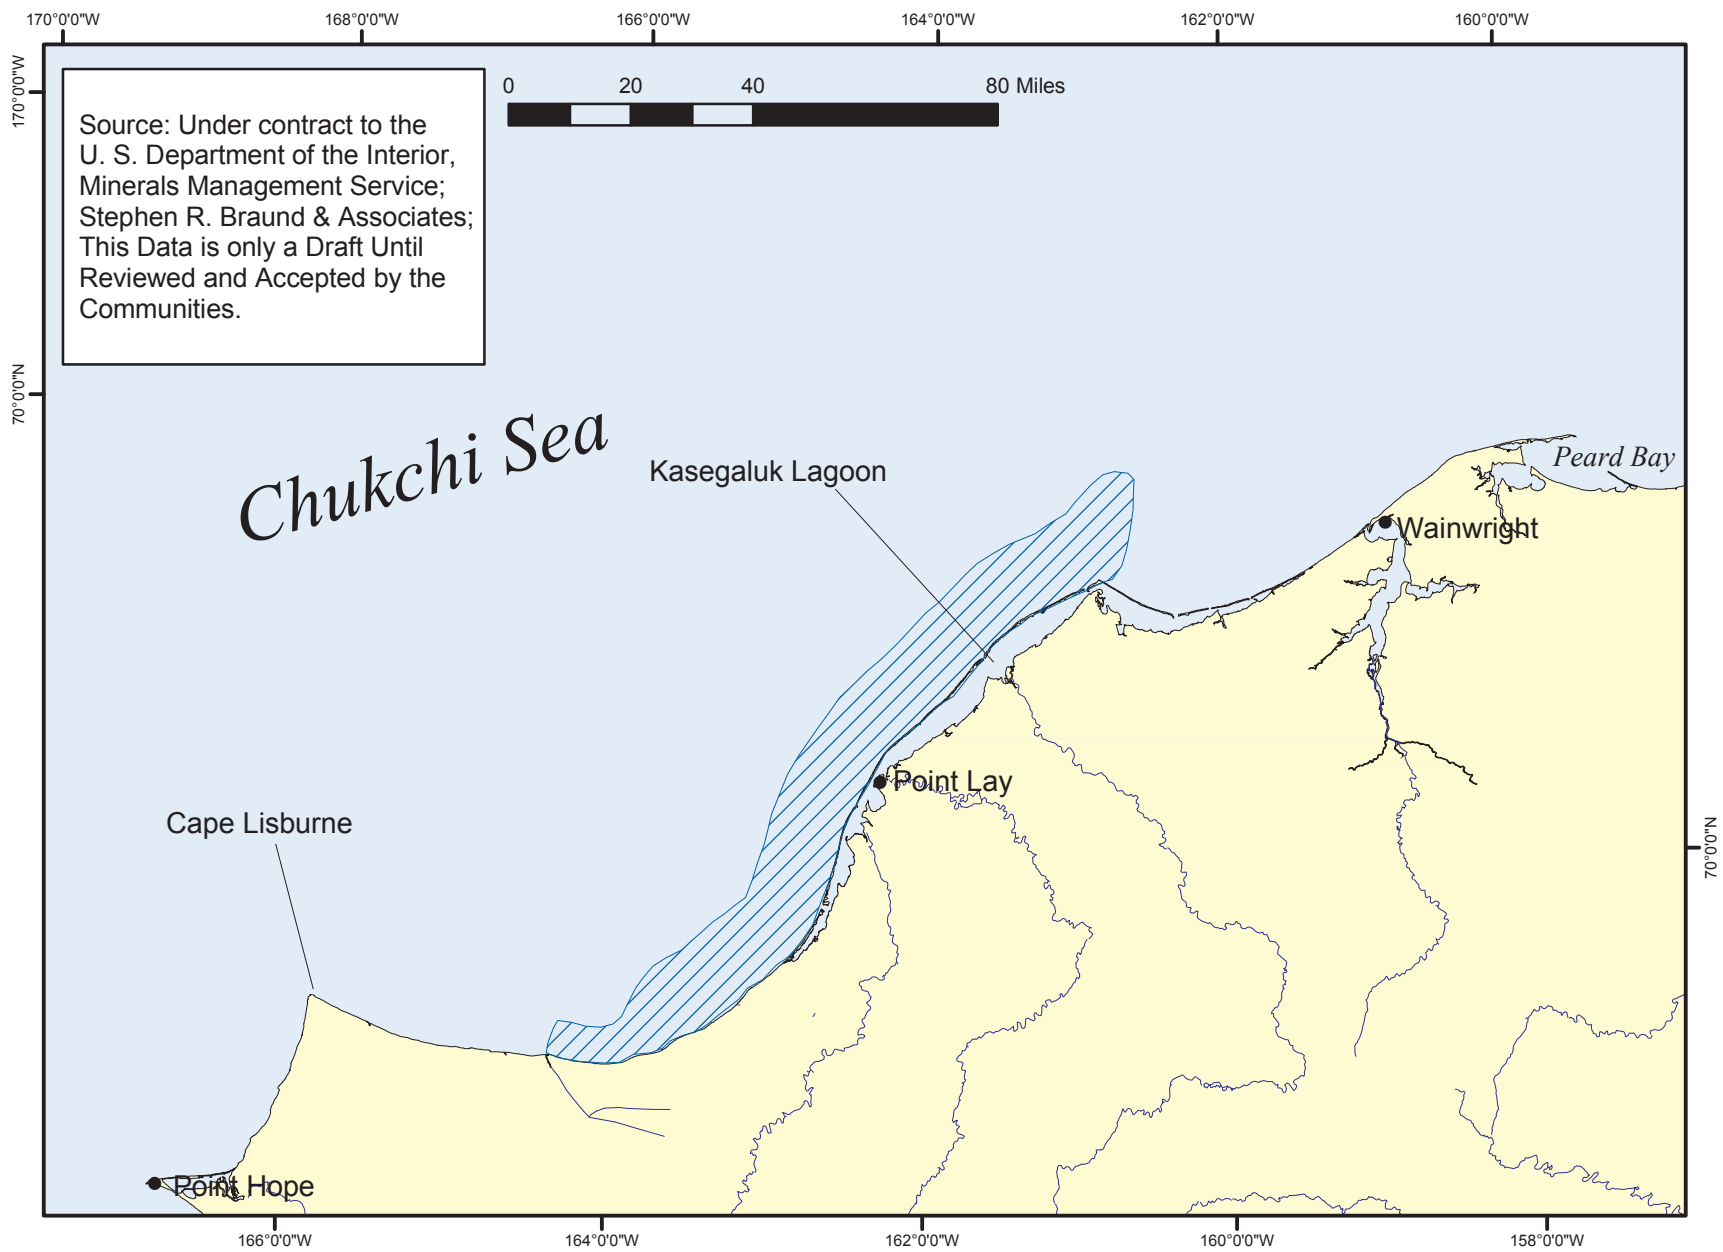 170°0'0"W 168°0'0"W 166°0'0"W 164°0'0"W 162°0'0"W 160°0'0"W
170°0'0"W
0 20 40 80 Miles
Source: Under contract to the
U. S. Department of the Interior,
Minerals Management Service;
Stephen R. Braund & Associates;
This Data is only a Draft Until
Reviewed and Accepted by the
Communities.
70°0'0"N
Chukchi Sea
Kasegaluk Lagoon
Peard Bay
Wainwright
Point Lay
Cape Lisburne
70°0'0"N
Point Hope
166°0'0"W 164°0'0"W 162°0'0"W 160°0'0"W 158°0'0"W